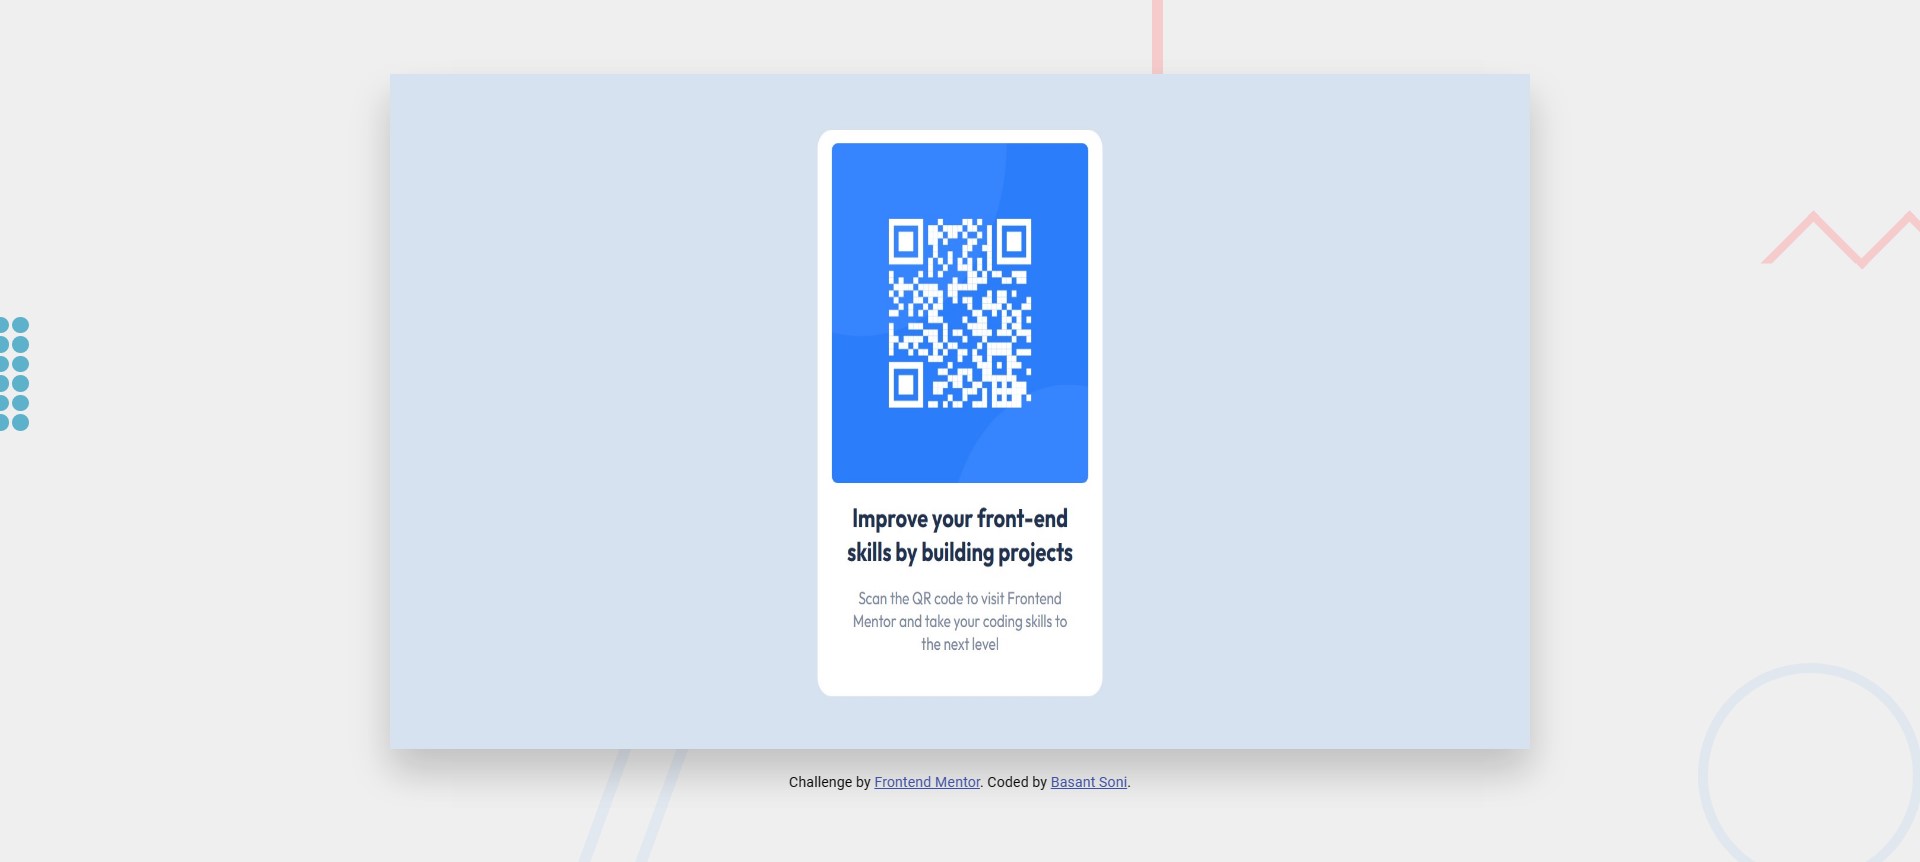 Improve your front-end
skills by building projects
Scan the QR code to visit Frontend
Mentor and take your coding skills to
the next level
Challenge by Frontend Mentor. Coded by Basant Soni.